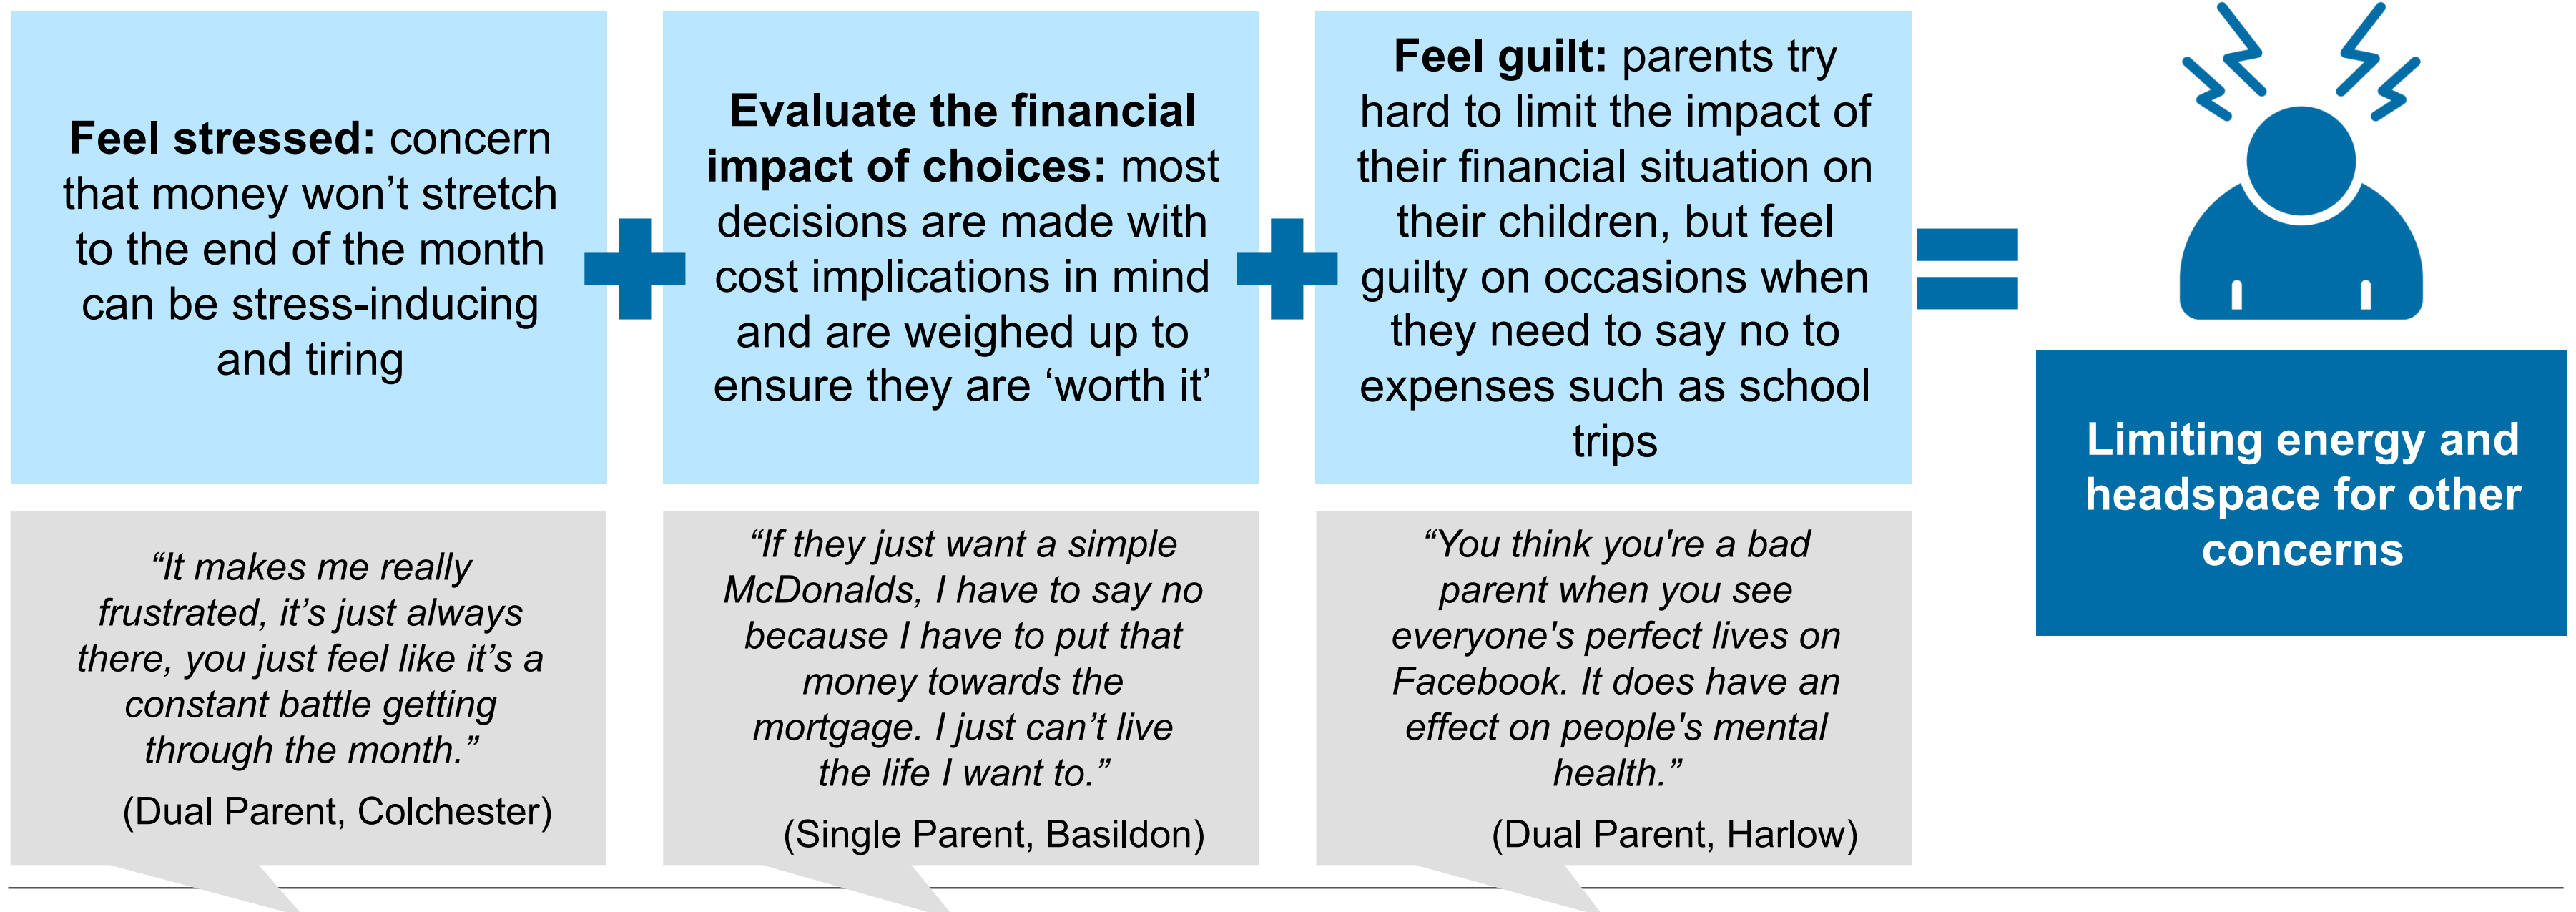 Feel stressed: concern
that money won’t stretch
to the end of the month
can be stress-inducing
and tiring
Evaluate the financial
impact of choices: most
decisions are made with
cost implications in mind
and are weighed up to
ensure they are ‘worth it’
Feel guilt: parents try
hard to limit the impact of
their financial situation on
their children, but feel
guilty on occasions when
they need to say no to
expenses such as school
trips
Limiting energy and
headspace for other
concerns
“It makes me really
frustrated, it’s just always
there, you just feel like it’s a
constant battle getting
through the month.”
(Dual Parent, Colchester)
“If they just want a simple
McDonalds, I have to say no
because I have to put that
money towards the
mortgage. I just can’t live
the life I want to.”
(Single Parent, Basildon)
“You think you're a bad
parent when you see
everyone's perfect lives on
Facebook. It does have an
effect on people's mental
health.”
(Dual Parent, Harlow)